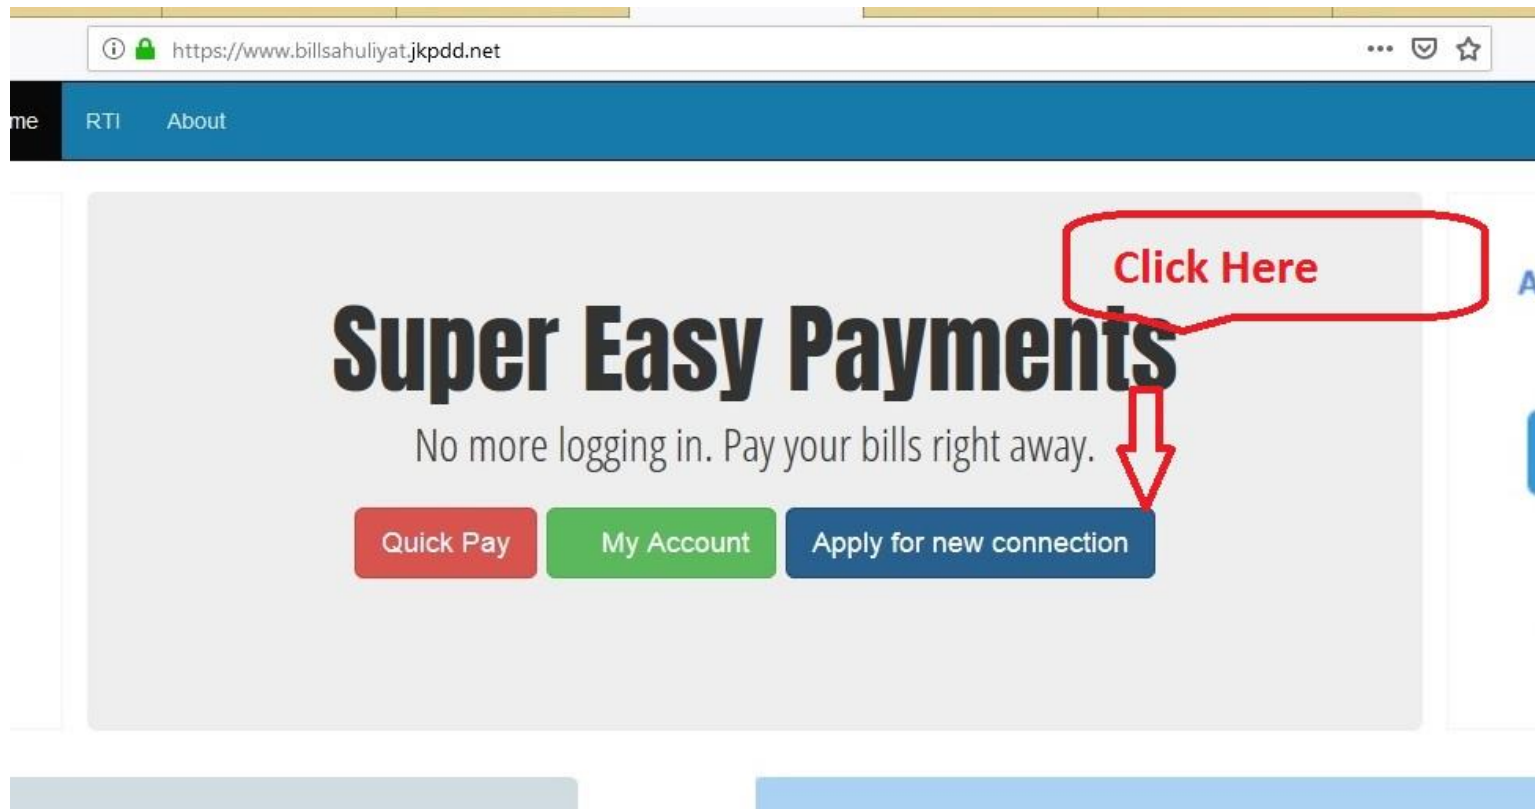 https://www.billsahuliyat.jkpdd.net
me RTI About
Click Here
A
Super Easy Payments
No more logging in. Pay your bills right away.
Quick Pay My Account Apply for new connection